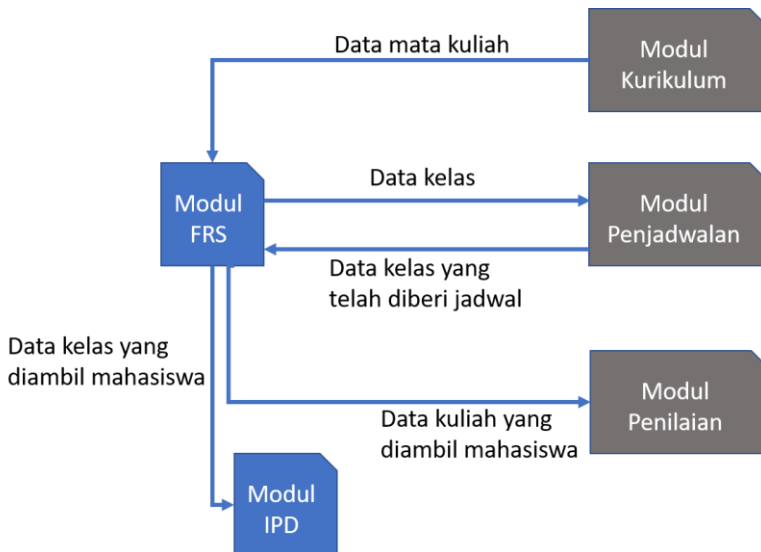 Data mata kuliah
Modul
Kurikulum
Modul
FRS
Data kelas
Modul
Penjadwalan
Data kelas yang
telah diberi jadwal
Data kelas yang
diambil mahasiswa
Modul
Penilaian
Data kuliah yang
diambil mahasiswa
Modul
IPD